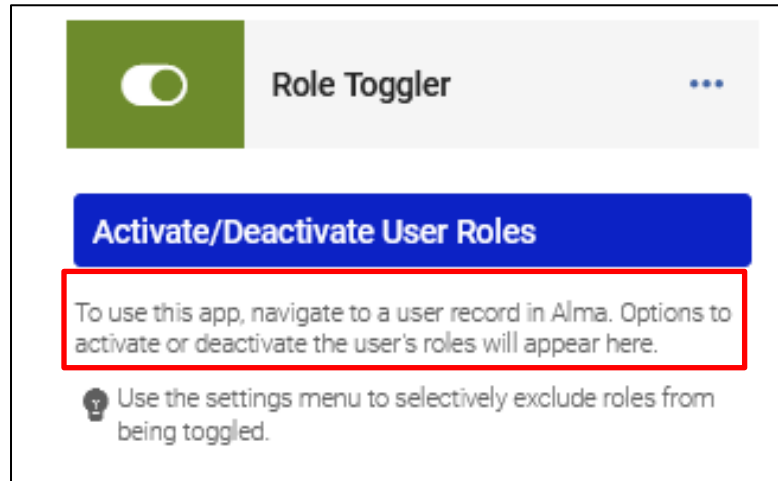 Role Toggler
Activate/Deactivate User Roles
To use this app, navigate to a user record in Alma. Options to
activate or deactivate the user's roles will appear here.
Use the settings menu to selectively exclude roles from
being toggled.